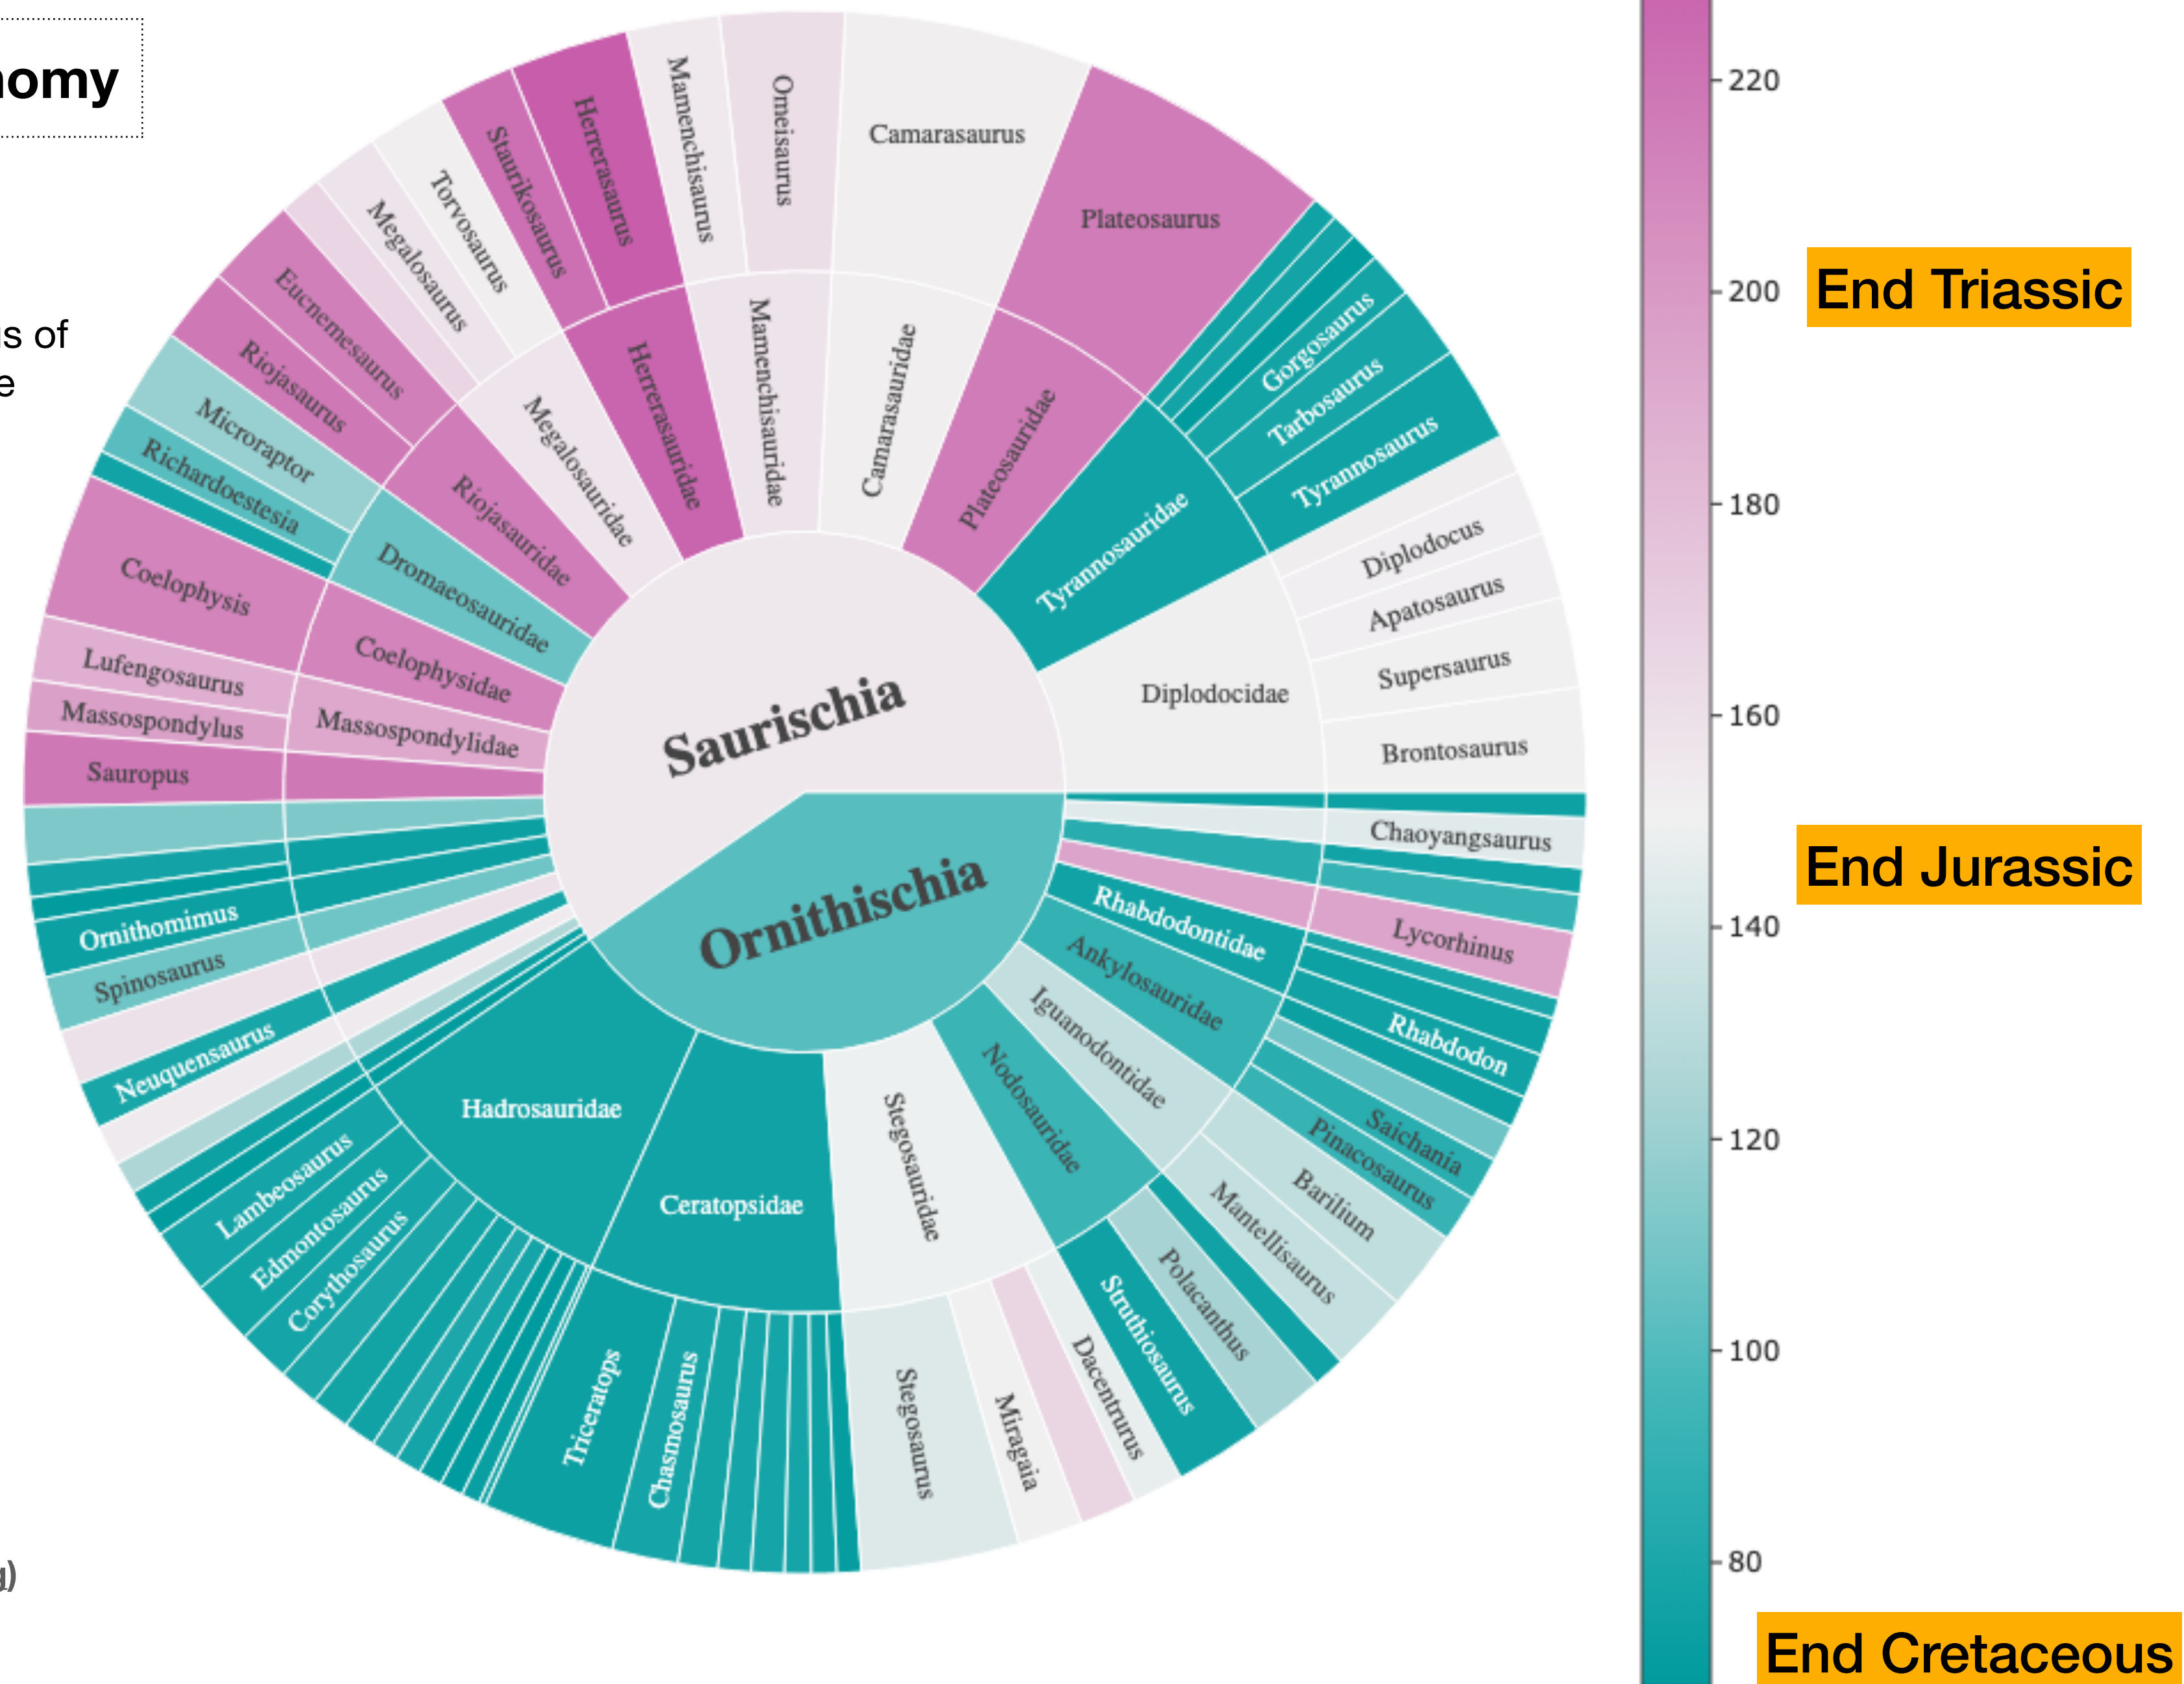 nomy
us of
e
g)
Saurischia
Ornithischia
Mamenchisauridae
Camarasauridae
Plateosauridae
Tyrannosauridae
Diplodocidae
Rhabdodontidae
Ankylosauridae
Iguanodontidae
Nodosauridae
Stegosauridae
Ceratopsidae
Hadrosauridae
Massospondylidae
Coelophysidae
Dromaeosauridae
Riojasauridae
Megalosauridae
Herrerasauridae
Mamenchisaurus
Omeisaurus
Camarasaurus
Plateosaurus
Gorgosaurus
Tarbosaurus
Tyrannosaurus
Diplodocus
Apatosaurus
Supersaurus
Brontosaurus
Chaoyangsaurus
Lycorhinus
Rhabdodon
Saichania
Pinacosaurus
Barilium
Mantellisaurus
Polacanthus
Struthiosaurus
Dacentrurus
Miragaia
Stegosaurus
Chasmosaurus
Triceratops
Corythosaurus
Edmontosaurus
Lambeosaurus
Neuquensaurus
Spinosaurus
Ornithomimus
Sauropus
Massospondylus
Lufengosaurus
Coelophysis
Richardoestesia
Microraptor
Riojasaurus
Eucnemesaurus
Megalosaurus
Torvosaurus
Staurikosaurus
Herrerasaurus
220
200
180
160
140
120
100
80
End Triassic
End Jurassic
End Cretaceous